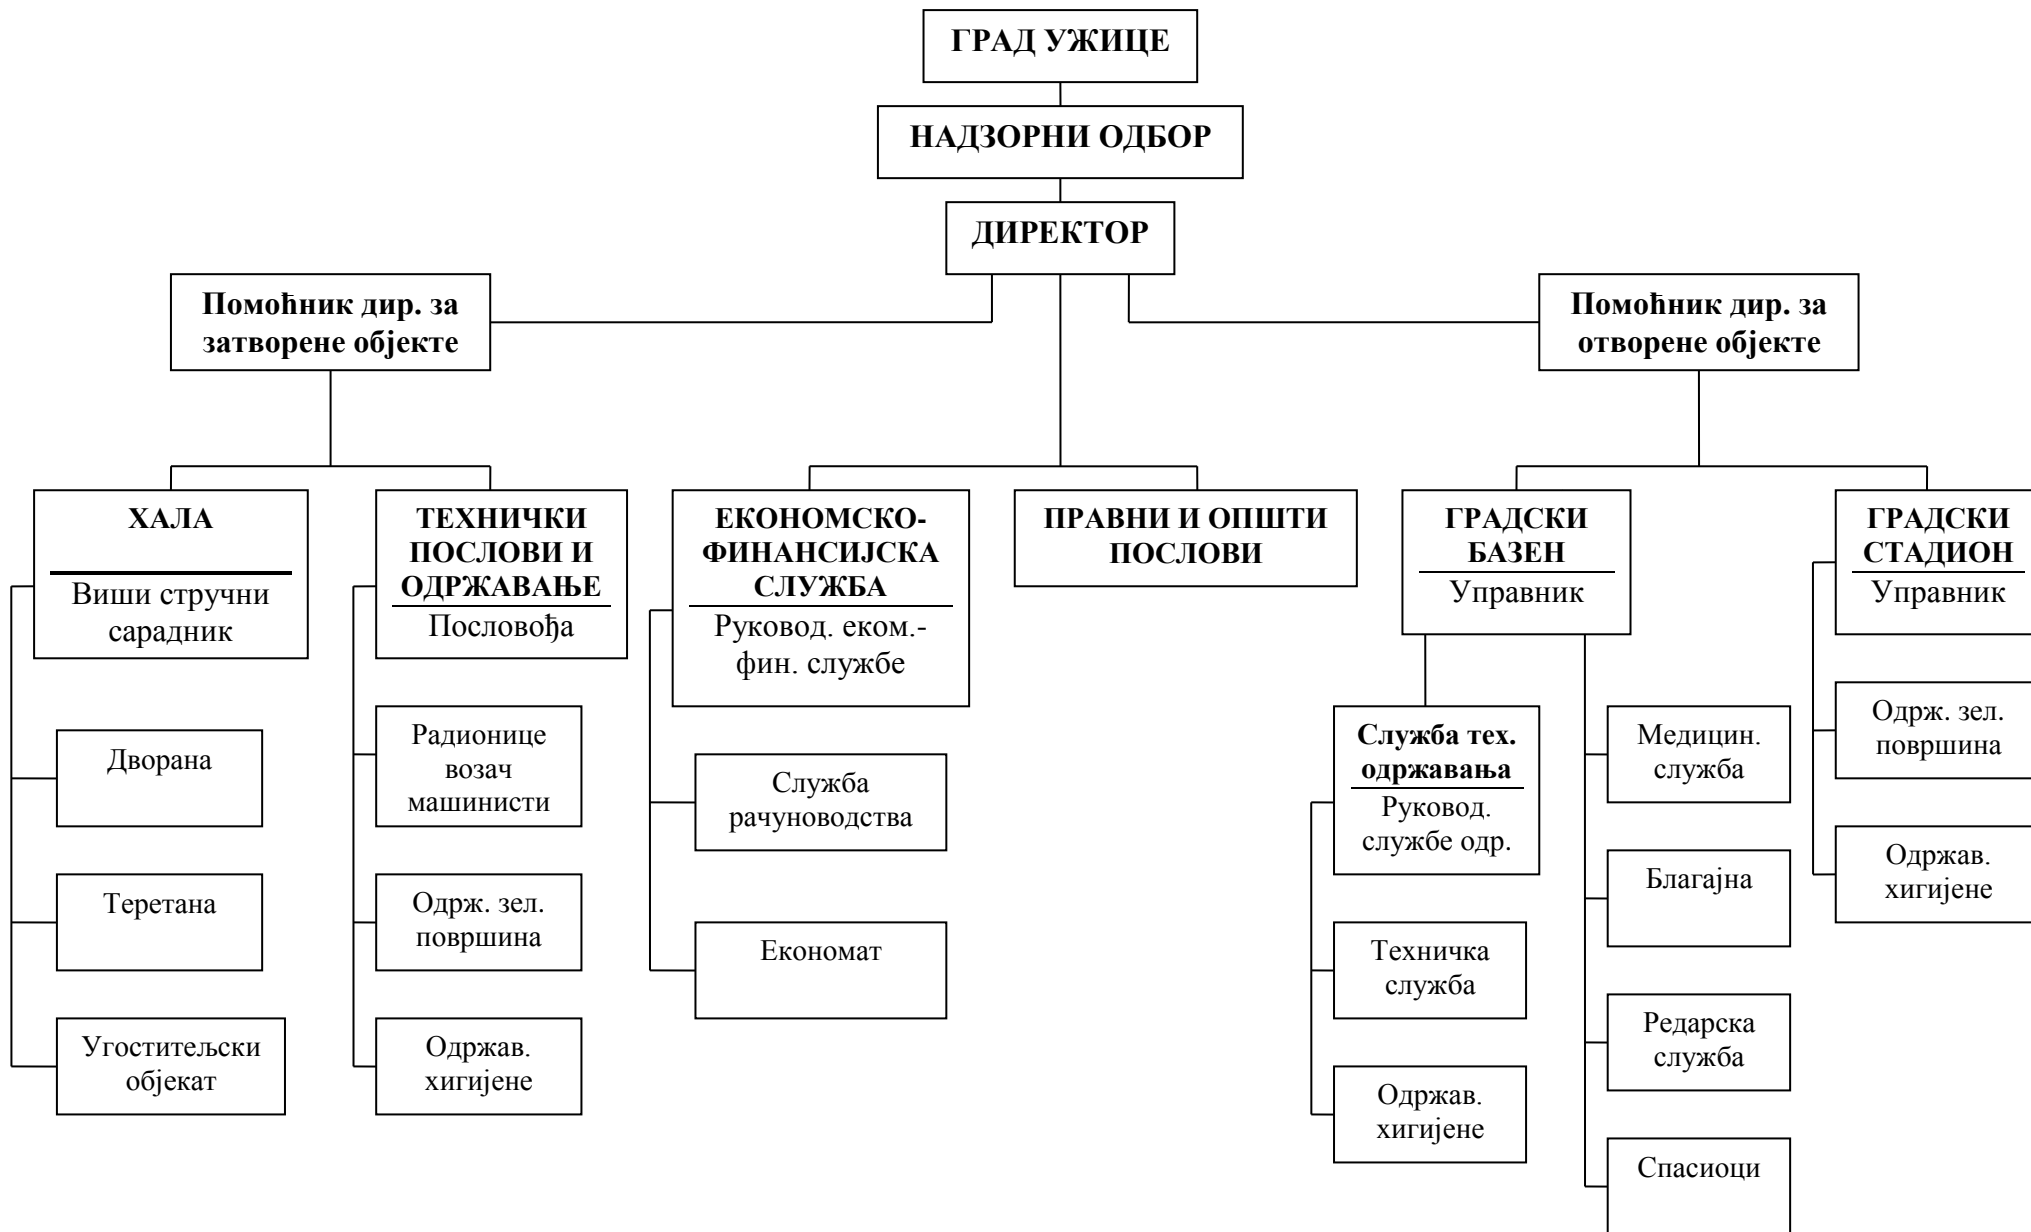 ГРАД УЖИЦЕ
НАДЗОРНИ ОДБОР
ДИРЕКТОР
Помоћник дир. за
затворене објекте
Помоћник дир. за
отворене објекте
ХАЛА
Виши стручни
сарадник
ТЕХНИЧКИ
ПОСЛОВИ И
ОДРЖАВАЊЕ
Пословођа
ЕКОНОМСКО-
ФИНАНСИЈСКА
СЛУЖБА
Руковод. еком.-
фин. службе
ПРАВНИ И ОПШТИ
ПОСЛОВИ
ГРАДСКИ
БАЗЕН
Управник
ГРАДСКИ
СТАДИОН
Управник
Дворана
Теретана
Угоститељски
објекат
Радионице
возач
машинисти
Одрж. зел.
површина
Одржав.
хигијене
Служба
рачуноводства
Економат
Служба тех.
одржавања
Руковод.
службе одр.
Техничка
служба
Одржав.
хигијене
Медицин.
служба
Благајна
Редарска
служба
Спасиоци
Одрж. зел.
површина
Одржав.
хигијене